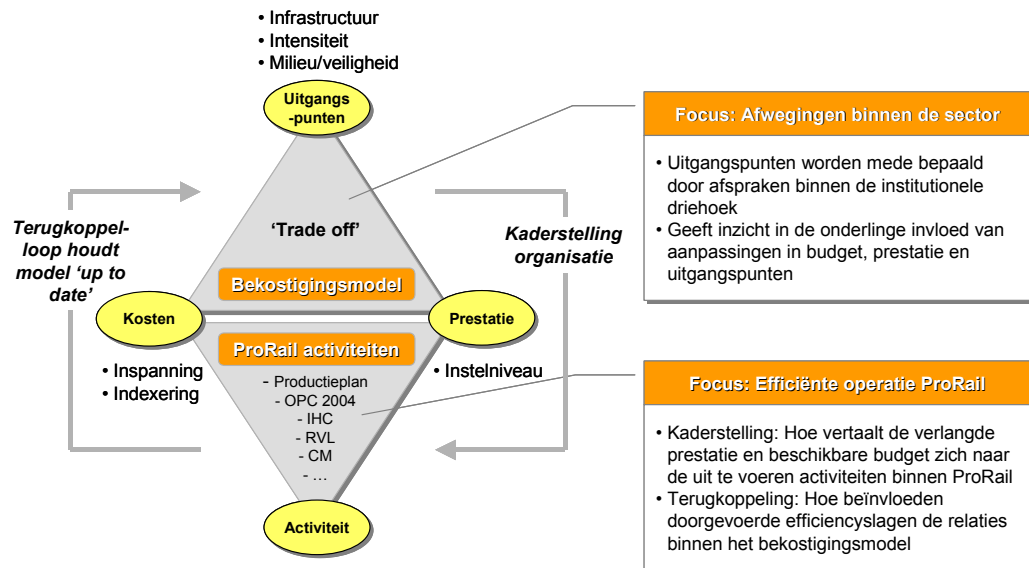 • Infrastructuur
• Intensiteit
• Milieu/veiligheid
Uitgangs
-punten
Terugkoppel-
loop houdt
model ‘up to
date’
‘Trade off’
Bekostigingsmodel
Kaderstelling
organisatie
Kosten
Prestatie
• Inspanning
• Indexering
ProRail activiteiten
- Productieplan
- OPC 2004
- IHC
- RVL
- CM
- ...
• Instelniveau
Activiteit
Focus: Afwegingen binnen de sector
• Uitgangspunten worden mede bepaald
door afspraken binnen de institutionele
driehoek
• Geeft inzicht in de onderlinge invloed van
aanpassingen in budget, prestatie en
uitgangspunten
Focus: Efficiënte operatie ProRail
• Kaderstelling: Hoe vertaalt de verlangde
prestatie en beschikbare budget zich naar
de uit te voeren activiteiten binnen ProRail
• Terugkoppeling: Hoe beïnvloeden
doorgevoerde efficiencyslagen de relaties
binnen het bekostigingsmodel